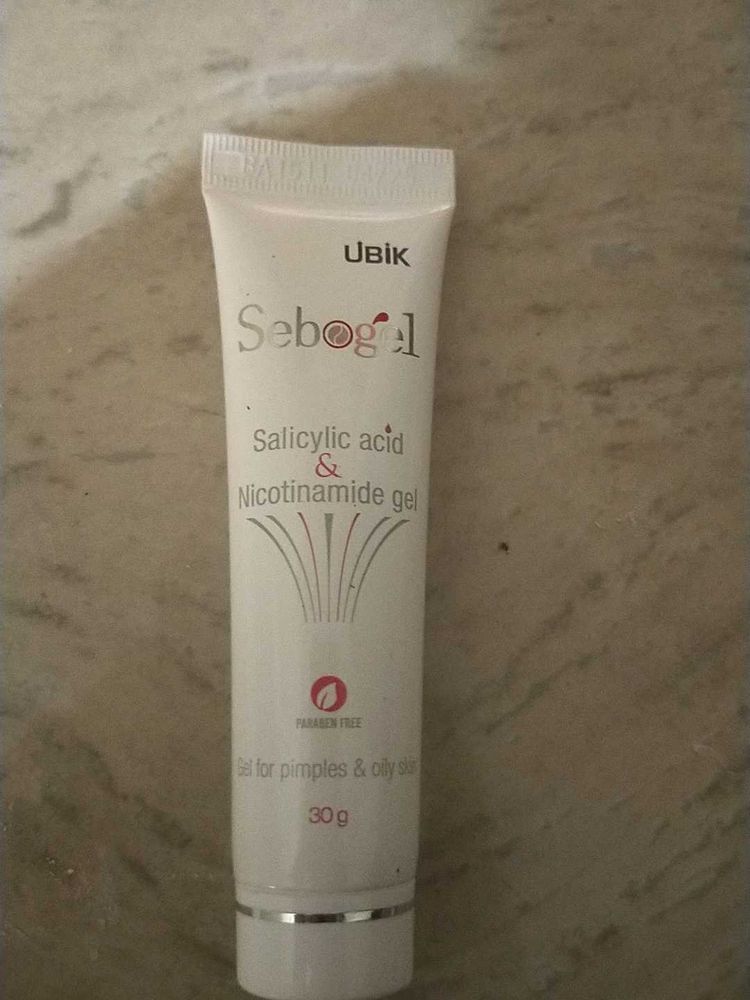 UBIK
Sebogel
Salicylic acid
&
Nicotinamide gel
PARABEN FREE
Gel for pimples & oily skin
30 g